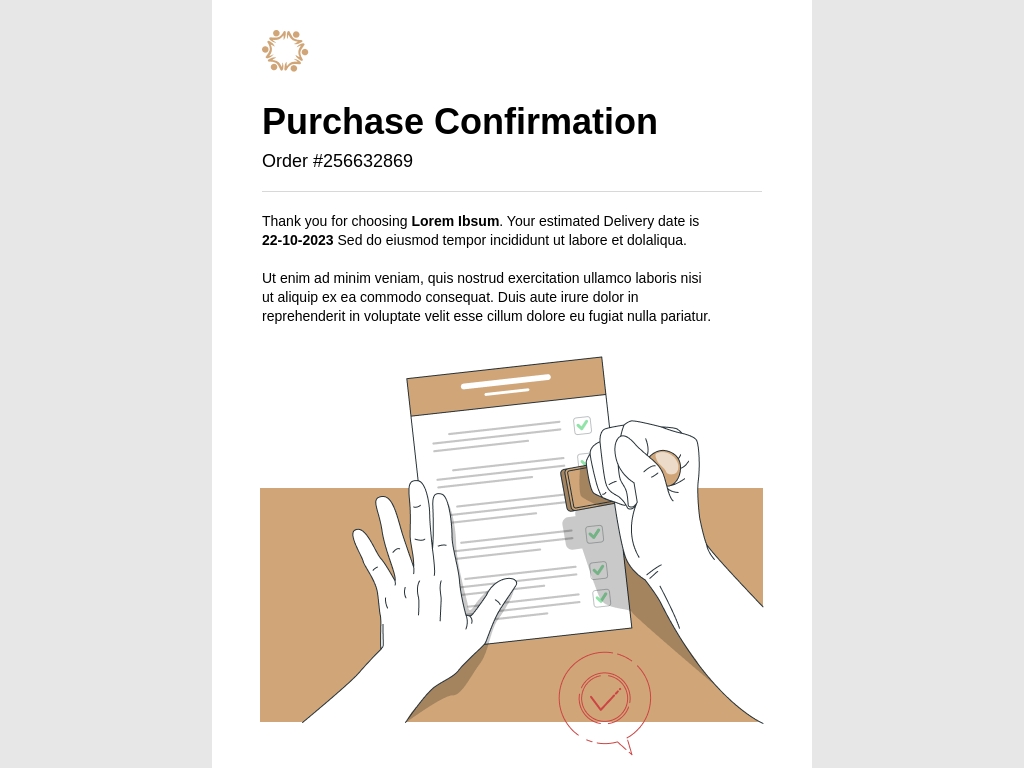 Purchase Confirmation
Order #256632869
Thank you for choosing Lorem Ibsum. Your estimated Delivery date is
22-10-2023 Sed do eiusmod tempor incididunt ut labore et dolaliqua.
Ut enim ad minim veniam, quis nostrud exercitation ullamco laboris nisi
ut aliquip ex ea commodo consequat. Duis aute irure dolor in
reprehenderit in voluptate velit esse cillum dolore eu fugiat nulla pariatur.